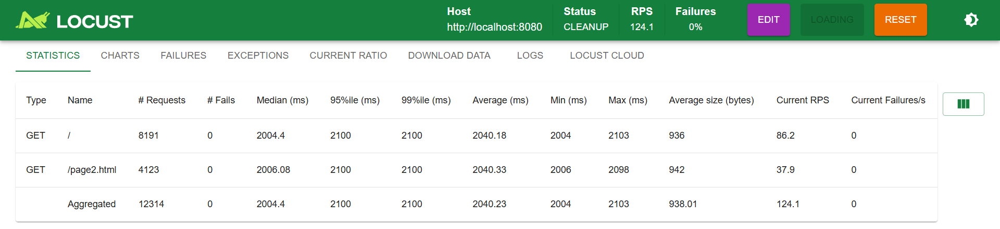 LOCUST
Host Status RPS Failures
http://localhost:8080 CLEANUP 124.1 0%
EDIT LOADING RESET
STATISTICS CHARTS FAILURES EXCEPTIONS CURRENT RATIO DOWNLOAD DATA LOGS LOCUST CLOUD
Type Name # Requests # Fails Median (ms) 95%ile (ms) 99%ile (ms) Average (ms) Min (ms) Max (ms) Average size (bytes) Current RPS Current Failures/s
GET / 8191 0 2004.4 2100 2100 2040.18 2004 2103 936 86.2 0
GET /page2.html 4123 0 2006.08 2100 2100 2040.33 2006 2098 942 37.9 0
Aggregated 12314 0 2004.4 2100 2100 2040.23 2004 2103 938.01 124.1 0